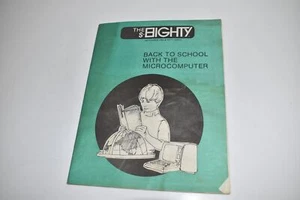 THE
EIGHTY
BACK TO SCHOOL
WITH THE
MICROCOMPUTER